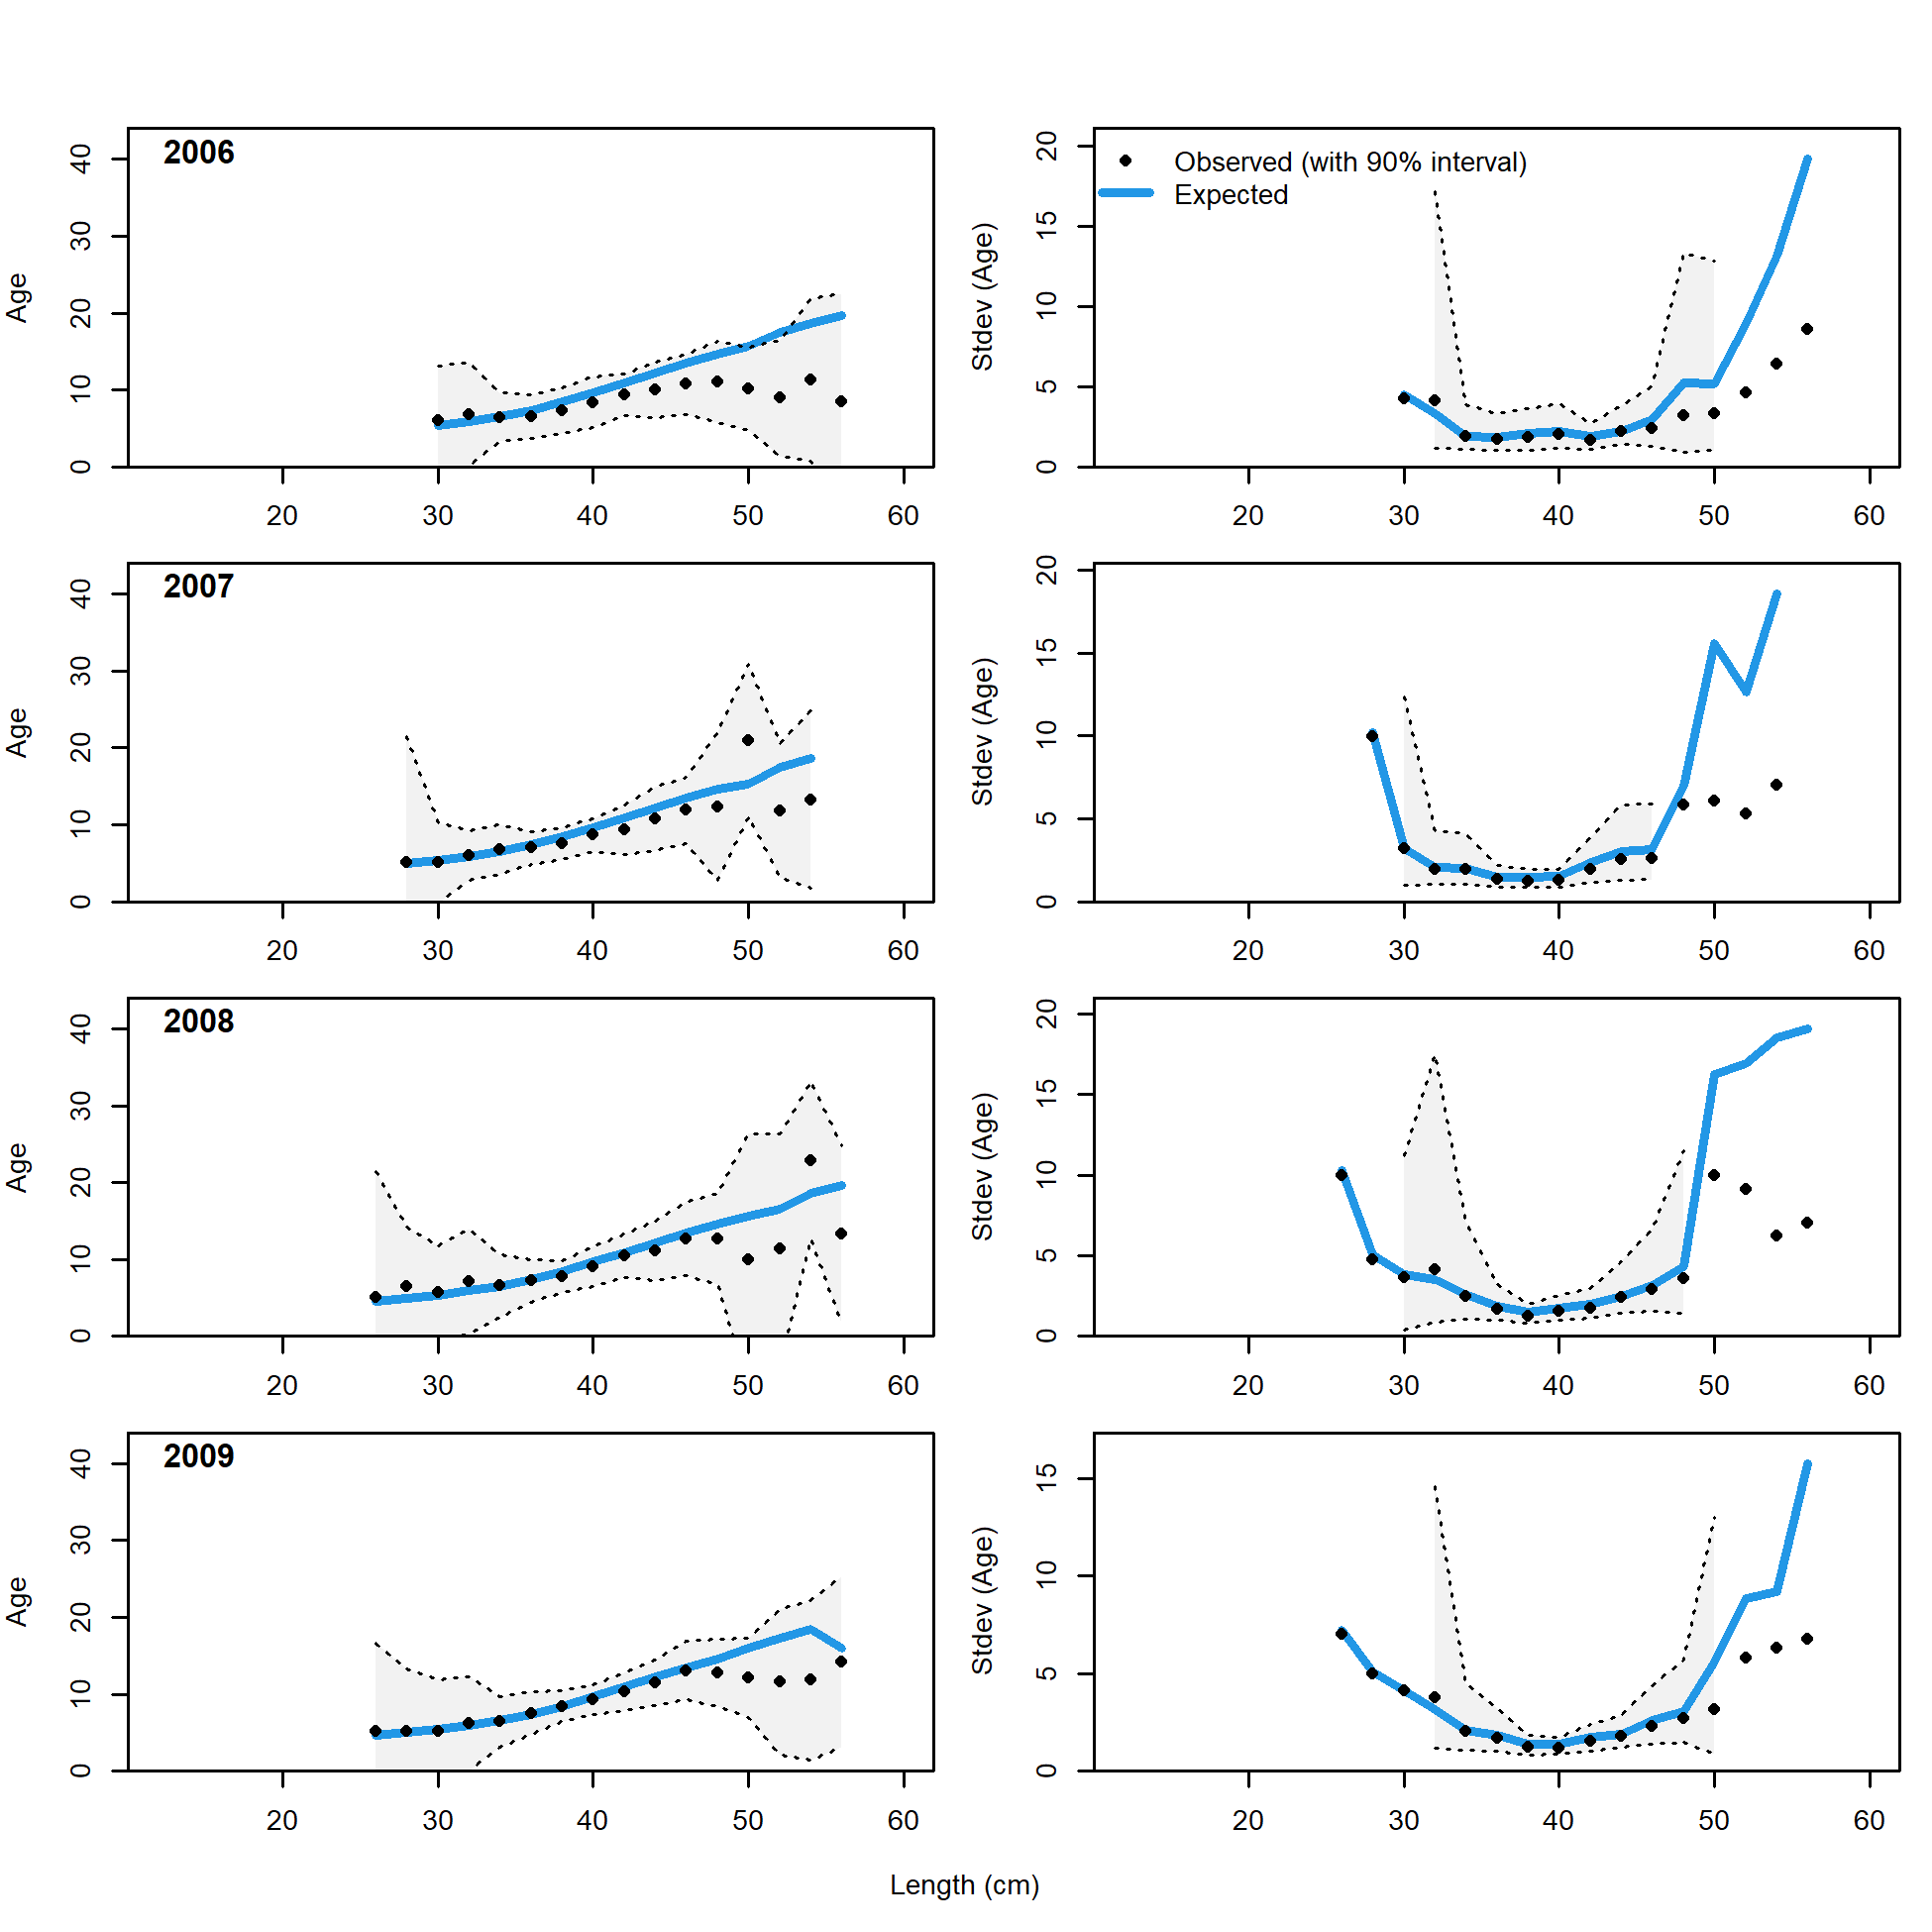 2006
Age
0 10 20 30 40
20 30 40 50 60
Observed (with 90% interval)
Expected
Stdev (Age)
0 5 10 15 20
20 30 40 50 60
2007
Age
0 10 20 30 40
20 30 40 50 60
Stdev (Age)
0 5 10 15 20
20 30 40 50 60
2008
Age
0 10 20 30 40
20 30 40 50 60
Stdev (Age)
0 5 10 15 20
20 30 40 50 60
2009
Age
0 10 20 30 40
20 30 40 50 60
Stdev (Age)
0 5 10 15
20 30 40 50 60
Length (cm)